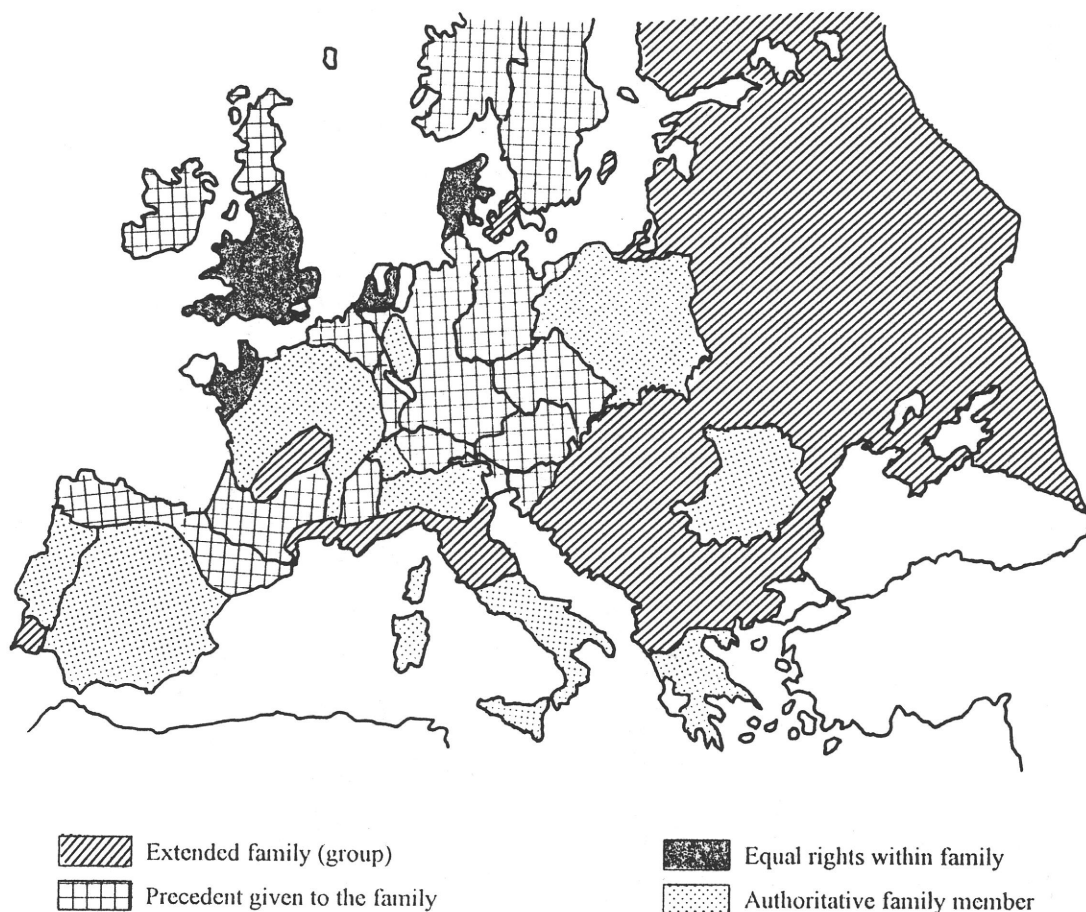 Extended family (group)
Equal rights within family
Precedent given to the family
Authoritative family member